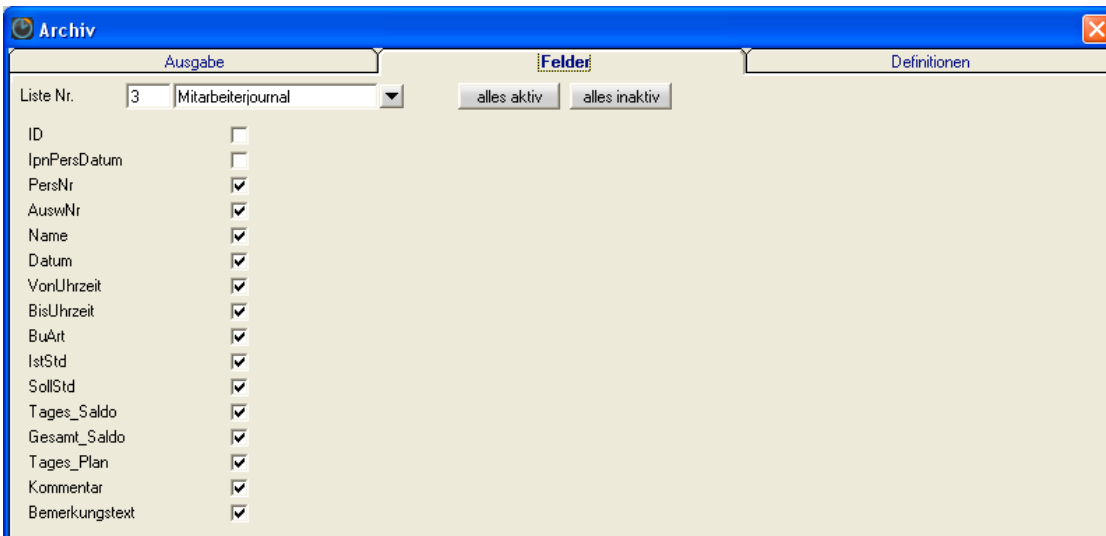 Archiv
Ausgabe Felder Definitionen
Liste Nr. 3 Mitarbeiterjournal alles aktiv alles inaktiv
ID
IpnPersDatum
PersNr
AuswNr
Name
Datum
VonUhrzeit
BisUhrzeit
BuArt
IstStd
SollStd
Tages_Saldo
Gesamt_Saldo
Tages_Plan
Kommentar
Bemerkungstext